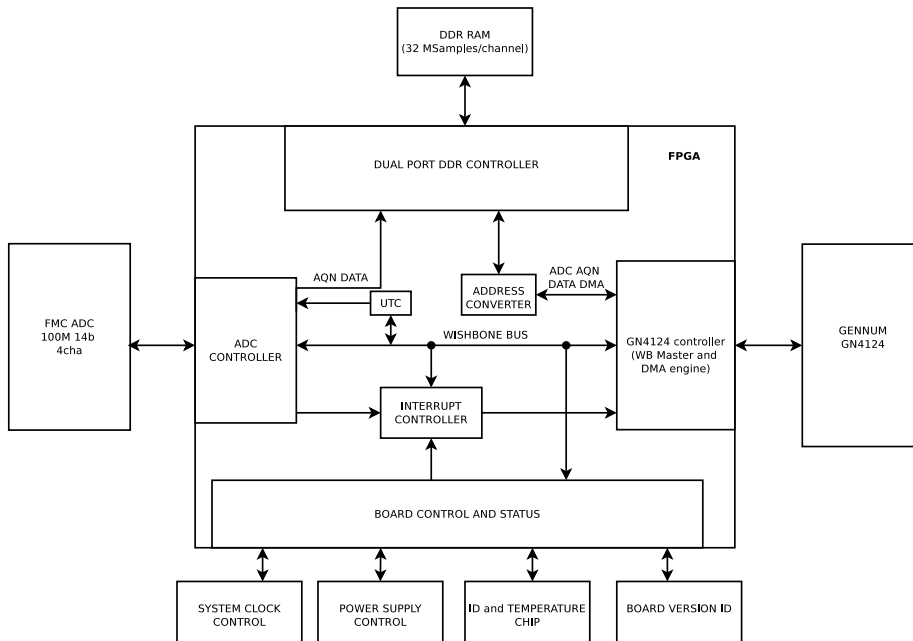 DDR RAM
(32 MSamples/channel)
DUAL PORT DDR CONTROLLER
FPGA
AQN DATA
UTC
ADDRESS
CONVERTER
ADC AQN
DATA DMA
FMC ADC
100M 14b
4cha
ADC
CONTROLLER
WISHBONE BUS
GN4124 controller
(WB Master and
DMA engine)
GENNUM
GN4124
INTERRUPT
CONTROLLER
BOARD CONTROL AND STATUS
SYSTEM CLOCK
CONTROL
POWER SUPPLY
CONTROL
ID and TEMPERATURE
CHIP
BOARD VERSION ID